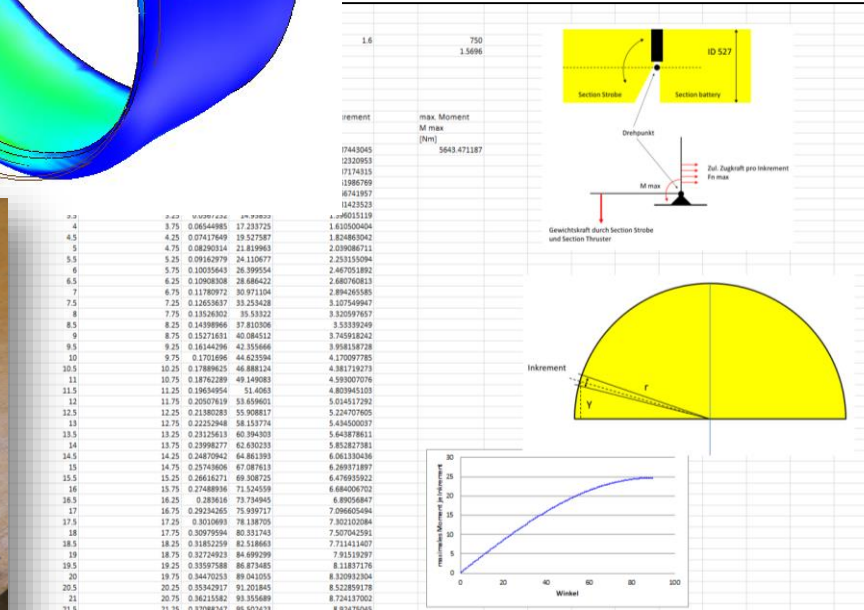 1.6 750
1.5696
rement max. Moment
M max
[Nm]
7443045 5643.471187
2320953
7174315
1986769
6741957
1423523
4 3.75 0.06544985 17.233725 1.610500404
4.5 4.25 0.07417649 19.527587 1.824863042
5 4.75 0.08290314 21.819963 2.039086711
5.5 5.25 0.09162979 24.110677 2.253155094
6 5.75 0.10035643 26.399554 2.467051892
6.5 6.25 0.10908308 28.686422 2.680760813
7 6.75 0.11780972 30.971104 2.894265585
7.5 7.25 0.12653637 33.253428 3.107549947
8 7.75 0.13526302 35.53322 3.320597657
8.5 8.25 0.14398966 37.810306 3.53339249
9 8.75 0.15271631 40.084512 3.745918242
9.5 9.25 0.16144296 42.355666 3.958158728
10 9.75 0.1701696 44.623594 4.170097785
10.5 10.25 0.17889625 46.888124 4.381719273
11 10.75 0.18762289 49.149083 4.593007076
11.5 11.25 0.19634954 51.4063 4.803945103
12 11.75 0.20507619 53.659601 5.014517292
12.5 12.25 0.21380283 55.908817 5.224707605
13 12.75 0.22252948 58.153774 5.434500037
13.5 13.25 0.23125613 60.394303 5.643878611
14 13.75 0.23998277 62.630233 5.852827381
14.5 14.25 0.24870942 64.861393 6.061330436
15 14.75 0.25743606 67.087613 6.269371897
15.5 15.25 0.26616271 69.308725 6.476935922
16 15.75 0.27488936 71.524559 6.684006702
16.5 16.25 0.283616 73.734945 6.89056847
17 16.75 0.29234265 75.939717 7.096605494
17.5 17.25 0.3010693 78.138705 7.302102084
18 17.75 0.30979594 80.331743 7.507042591
18.5 18.25 0.31852259 82.518663 7.711411407
19 18.75 0.32724923 84.699299 7.91519297
19.5 19.25 0.33597588 86.873485 8.11837176
20 19.75 0.34470253 89.041055 8.320932304
20.5 20.25 0.35342917 91.201845 8.522859178
21 20.75 0.36215582 93.355689 8.724137002
ID 527
Section Strobe Section battery
Drehpunkt
Zul. Zugkraft pro Inkrement
Fn max
M max
Gewichtskraft durch Section Strobe
und Section Thruster
Inkrement
r
Y
maximales Moment je Inkrement
30
25
20
15
10
5
0
0 20 40 60 80 100
Winkel